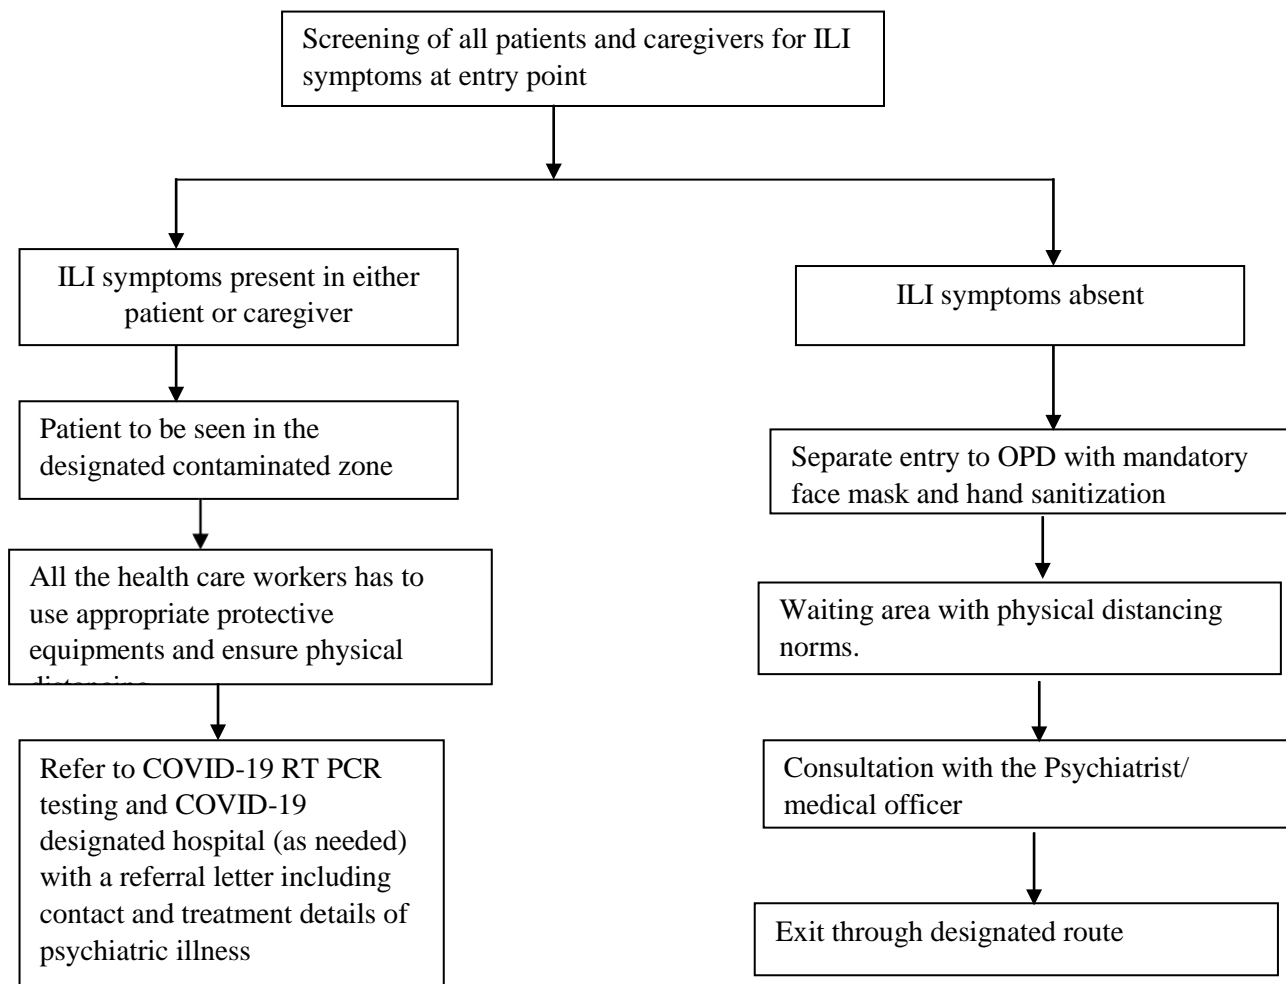 Screening of all patients and caregivers for ILI
symptoms at entry point
ILI symptoms present in either
patient or caregiver
Patient to be seen in the
designated contaminated zone
All the health care workers has to
use appropriate protective
equipments and ensure physical
distancing
Refer to COVID-19 RT PCR
testing and COVID-19
designated hospital (as needed)
with a referral letter including
contact and treatment details of
psychiatric illness
ILI symptoms absent
Separate entry to OPD with mandatory
face mask and hand sanitization
Waiting area with physical distancing
norms.
Consultation with the Psychiatrist/
medical officer
Exit through designated route